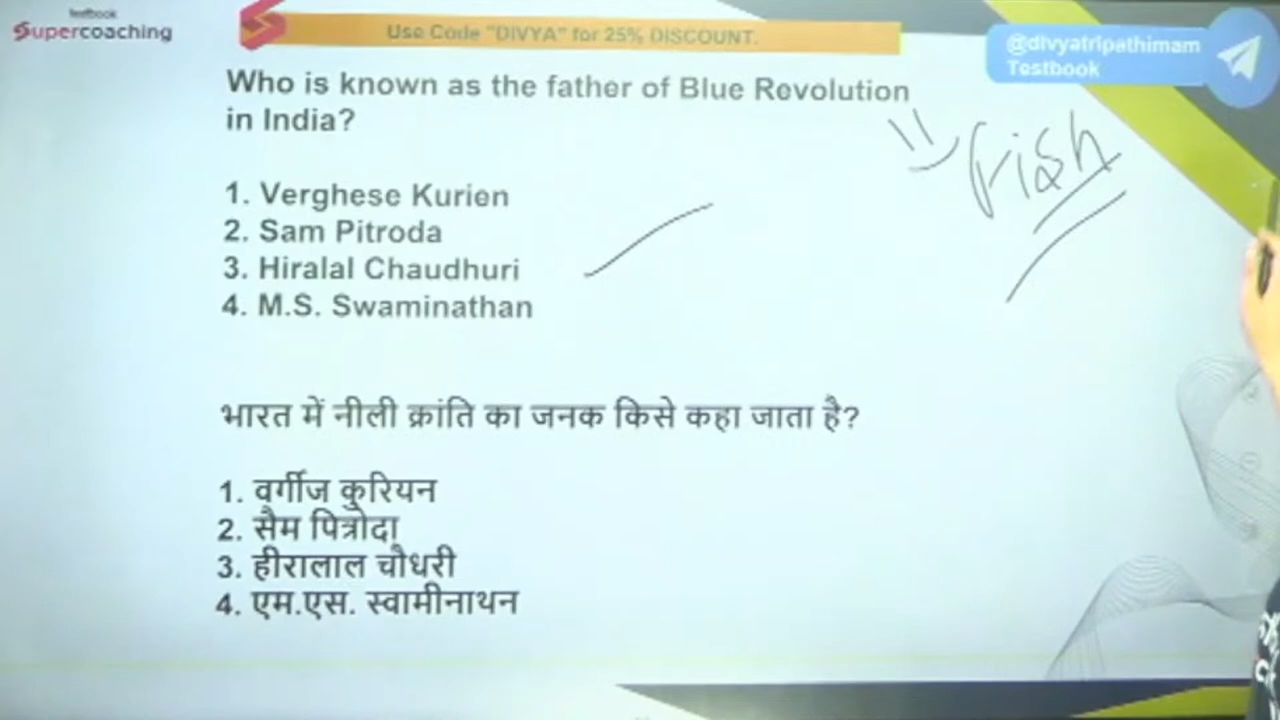 testbook
Supercoaching
Use Code "DIVYA" for 25% DISCOUNT.
@divyatripathimam
Testbook
Who is known as the father of Blue Revolution
in India?
Fish
1. Verghese Kurien
2. Sam Pitroda
3. Hiralal Chaudhuri
4. M.S. Swaminathan
भारत में नीली क्रांति का जनक किसे कहा जाता है?
1. वर्गीज कुरियन
2. सैम पित्रोदा
3. हीरालाल चौधरी
4. एम.एस. स्वामीनाथन